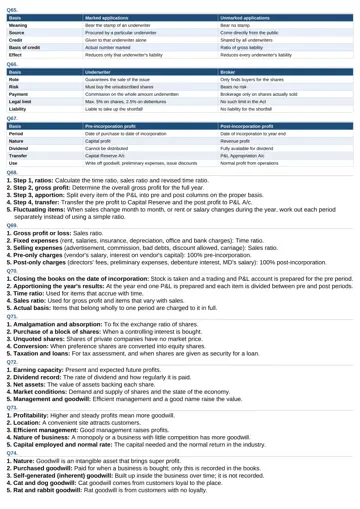 Q65.
Basis Marked applications Unmarked applications
Meaning Bear the stamp of an underwriter Bear no stamp
Source Procured by a particular underwriter Come directly from the public
Credit Given to that underwriter alone Shared by all underwriters
Basis of credit Actual number marked Ratio of gross liability
Effect Reduces only that underwriter's liability Reduces every underwriter's liability
Q66.
Basis Underwriter Broker
Role Guarantees the sale of the issue Only finds buyers for the shares
Risk Must buy the unsubscribed shares Bears no risk
Payment Commission on the whole amount underwritten Brokerage only on shares actually sold
Legal limit Max. 5% on shares, 2.5% on debentures No such limit in the Act
Liability Liable to take up the shortfall No liability for the shortfall
Q67.
Basis Pre-incorporation profit Post-incorporation profit
Period Date of purchase to date of incorporation Date of incorporation to year end
Nature Capital profit Revenue profit
Dividend Cannot be distributed Fully available for dividend
Transfer Capital Reserve A/c P&L Appropriation A/c
Use Write off goodwill, preliminary expenses, issue discounts Normal profit from operations
Q68.
1. Step 1, ratios: Calculate the time ratio, sales ratio and revised time ratio.
2. Step 2, gross profit: Determine the overall gross profit for the full year.
3. Step 3, apportion: Split every item of the P&L into pre and post columns on the proper basis.
4. Step 4, transfer: Transfer the pre profit to Capital Reserve and the post profit to P&L A/c.
5. Fluctuating items: When sales change month to month, or rent or salary changes during the year, work out each period
separately instead of using a simple ratio.
Q69.
1. Gross profit or loss: Sales ratio.
2. Fixed expenses (rent, salaries, insurance, depreciation, office and bank charges): Time ratio.
3. Selling expenses (advertisement, commission, bad debts, discount allowed, carriage): Sales ratio.
4. Pre-only charges (vendor's salary, interest on vendor's capital): 100% pre-incorporation.
5. Post-only charges (directors' fees, preliminary expenses, debenture interest, MD's salary): 100% post-incorporation.
Q70.
1. Closing the books on the date of incorporation: Stock is taken and a trading and P&L account is prepared for the pre period.
2. Apportioning the year's results: At the year end one P&L is prepared and each item is divided between pre and post periods.
3. Time ratio: Used for items that accrue with time.
4. Sales ratio: Used for gross profit and items that vary with sales.
5. Actual basis: Items that belong wholly to one period are charged to it in full.
Q71.
1. Amalgamation and absorption: To fix the exchange ratio of shares.
2. Purchase of a block of shares: When a controlling interest is bought.
3. Unquoted shares: Shares of private companies have no market price.
4. Conversion: When preference shares are converted into equity shares.
5. Taxation and loans: For tax assessment, and when shares are given as security for a loan.
Q72.
1. Earning capacity: Present and expected future profits.
2. Dividend record: The rate of dividend and how regularly it is paid.
3. Net assets: The value of assets backing each share.
4. Market conditions: Demand and supply of shares and the state of the economy.
5. Management and goodwill: Efficient management and a good name raise the value.
Q73.
1. Profitability: Higher and steady profits mean more goodwill.
2. Location: A convenient site attracts customers.
3. Efficient management: Good management raises profits.
4. Nature of business: A monopoly or a business with little competition has more goodwill.
5. Capital employed and normal rate: The capital needed and the normal return in the industry.
Q74.
1. Nature: Goodwill is an intangible asset that brings super profit.
2. Purchased goodwill: Paid for when a business is bought; only this is recorded in the books.
3. Self-generated (inherent) goodwill: Built up inside the business over time; it is not recorded.
4. Cat and dog goodwill: Cat goodwill comes from customers loyal to the place.
5. Rat and rabbit goodwill: Rat goodwill is from customers with no loyalty.